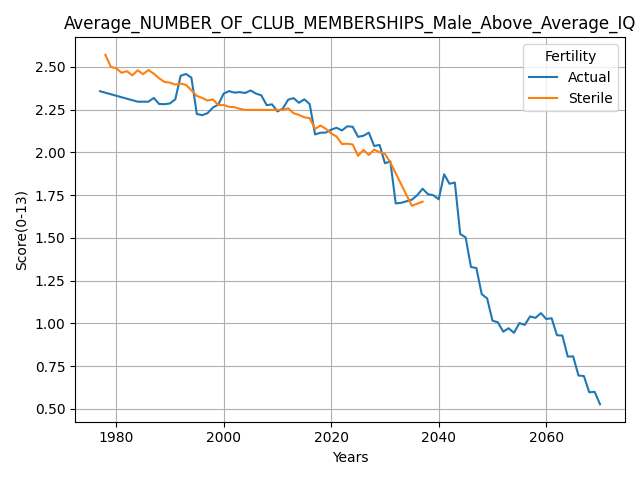 Average_NUMBER_OF_CLUB_MEMBERSHIPS_Male_Above_Average_IQ
Fertility
Actual
Sterile
Score(0-13)
2.50
2.25
2.00
1.75
1.50
1.25
1.00
0.75
0.50
1980 2000 2020 2040 2060
Years